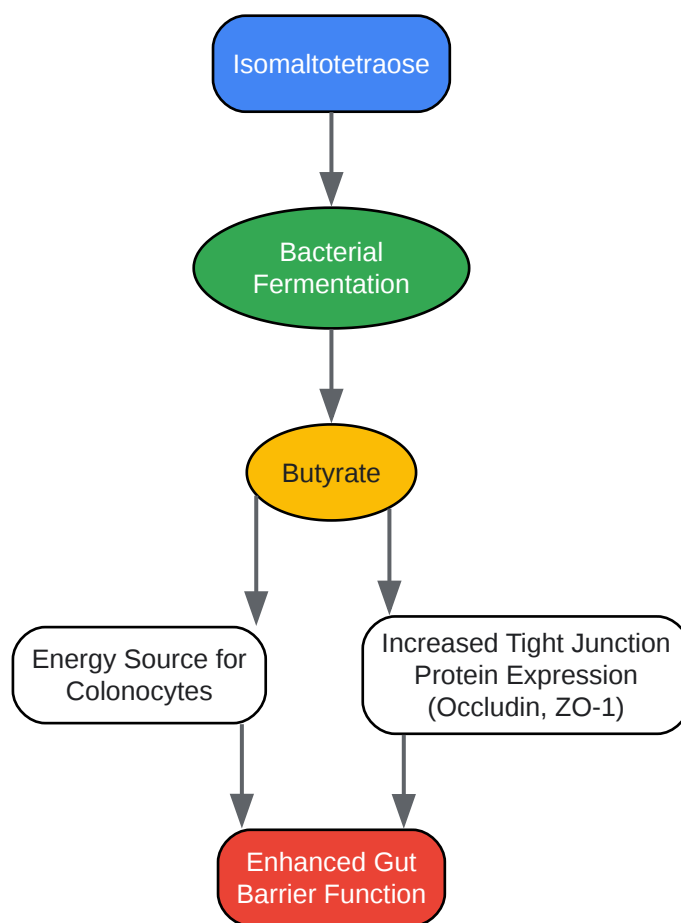 Isomaltotetraose
Bacterial
Fermentation
Butyrate
Energy Source for
Colonocytes
Increased Tight Junction
Protein Expression
(Occludin, ZO-1)
Enhanced Gut
Barrier Function